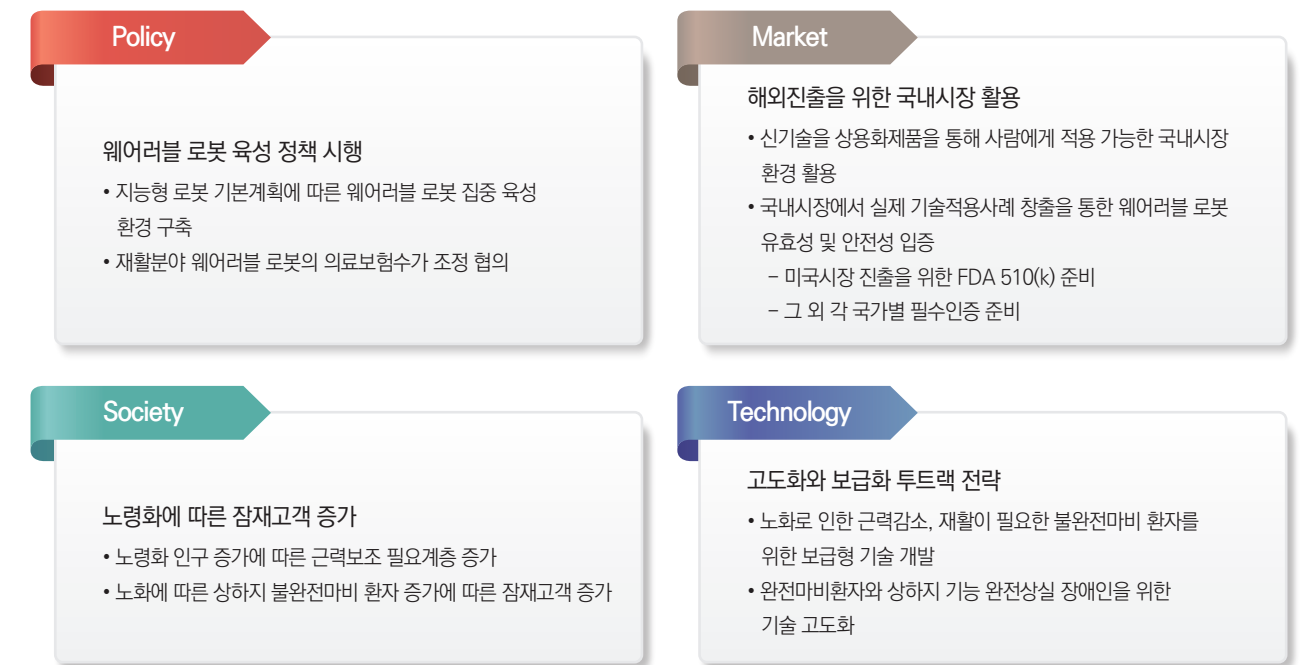 Policy
웨어러블 로봇 육성 정책 시행
• 지능형 로봇 기본계획에 따른 웨어러블 로봇 집중 육성
환경 구축
• 재활분야 웨어러블 로봇의 의료보험수가 조정 협의
Market
해외진출을 위한 국내시장 활용
• 신기술을 상용화제품을 통해 사람에게 적용 가능한 국내시장
환경 활용
• 국내시장에서 실제 기술적용사례 창출을 통한 웨어러블 로봇
유효성 및 안전성 입증
- 미국시장 진출을 위한 FDA 510(k) 준비
- 그 외 각 국가별 필수인증 준비
Society
노령화에 따른 잠재고객 증가
• 노령화 인구 증가에 따른 근력보조 필요계층 증가
• 노화에 따른 상하지 불완전마비 환자 증가에 따른 잠재고객 증가
Technology
고도화와 보급화 투트랙 전략
• 노화로 인한 근력감소, 재활이 필요한 불완전마비 환자를
위한 보급형 기술 개발
• 완전마비환자와 상하지 기능 완전상실 장애인을 위한
기술 고도화